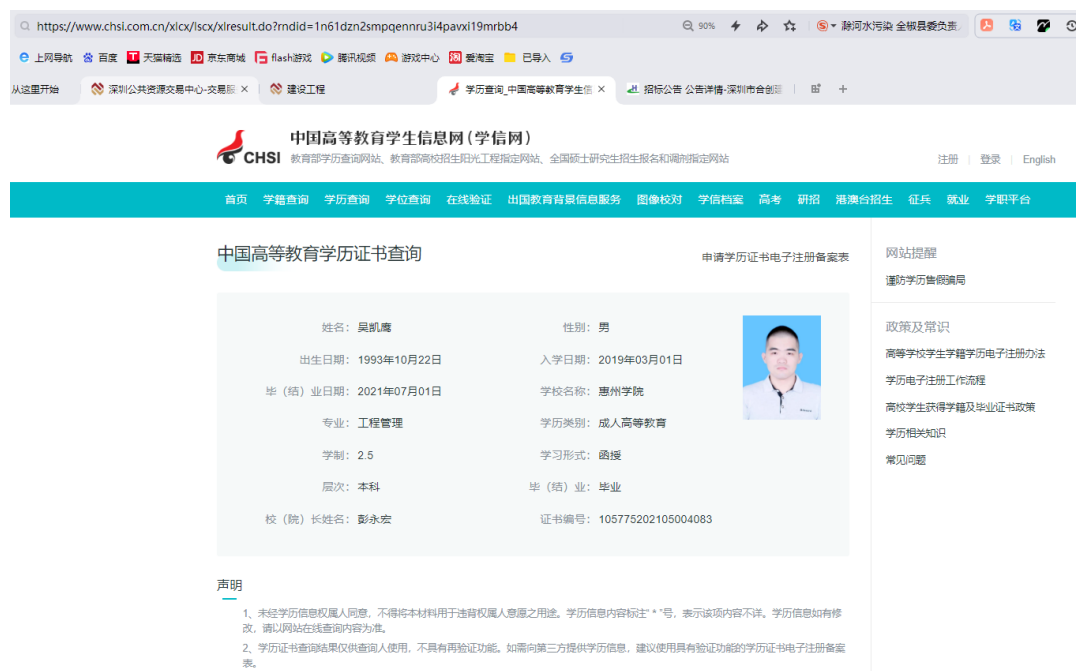 https://www.chsi.com.cn/xlcx/lscx/xlresult.do?rndid=1n61dzn2smpqennru3i4pavxi19mrbb4 90% 滁河水污染 全椒县委负责
上网导航 百度 天猫精选 京东商城 flash游戏 腾讯视频 游戏中心 爱淘宝 已导入
从这里开始 深圳公共资源交易中心-交易服 建设工程 学历查询_中国高等教育学生信 招标公告 公告详情-深圳市合创
中国高等教育学生信息网(学信网)
CHSI 教育部学历查询网站、教育部高校招生阳光工程指定网站、全国硕士研究生招生报名和调剂指定网站
注册 | 登录 | English
首页 学籍查询 学历查询 学位查询 在线验证 出国教育背景信息服务 图像校对 学信档案 高考 研招 港澳台招生 征兵 就业 学职平台
中国高等教育学历证书查询
申请学历证书电子注册备案表
姓名: 吴凯鹰 性别: 男
出生日期: 1993年10月22日 入学日期: 2019年03月01日
毕(结)业日期: 2021年07月01日 学校名称: 惠州学院
专业: 工程管理 学历类别: 成人高等教育
学制: 2.5 学习形式: 函授
层次: 本科 毕(结)业: 毕业
校(院)长姓名: 彭永宏 证书编号: 105775202105004083
网站提醒
谨防学历售假骗局
政策及常识
高等学校学生学籍学历电子注册办法
学历电子注册工作流程
高校学生获得学籍及毕业证书政策
学历相关知识
常见问题
声明
1、未经学历信息权属人同意，不得将本材料用于违背权属人意愿之用途。学历信息内容标注“*”号，表示该项内容不详。学历信息如有修
改，请以网站在线查询内容为准。
2、学历证书查询结果仅供查询人使用，不具有再验证功能。如需向第三方提供学历信息，建议使用具有验证功能的学历证书电子注册备案
表。